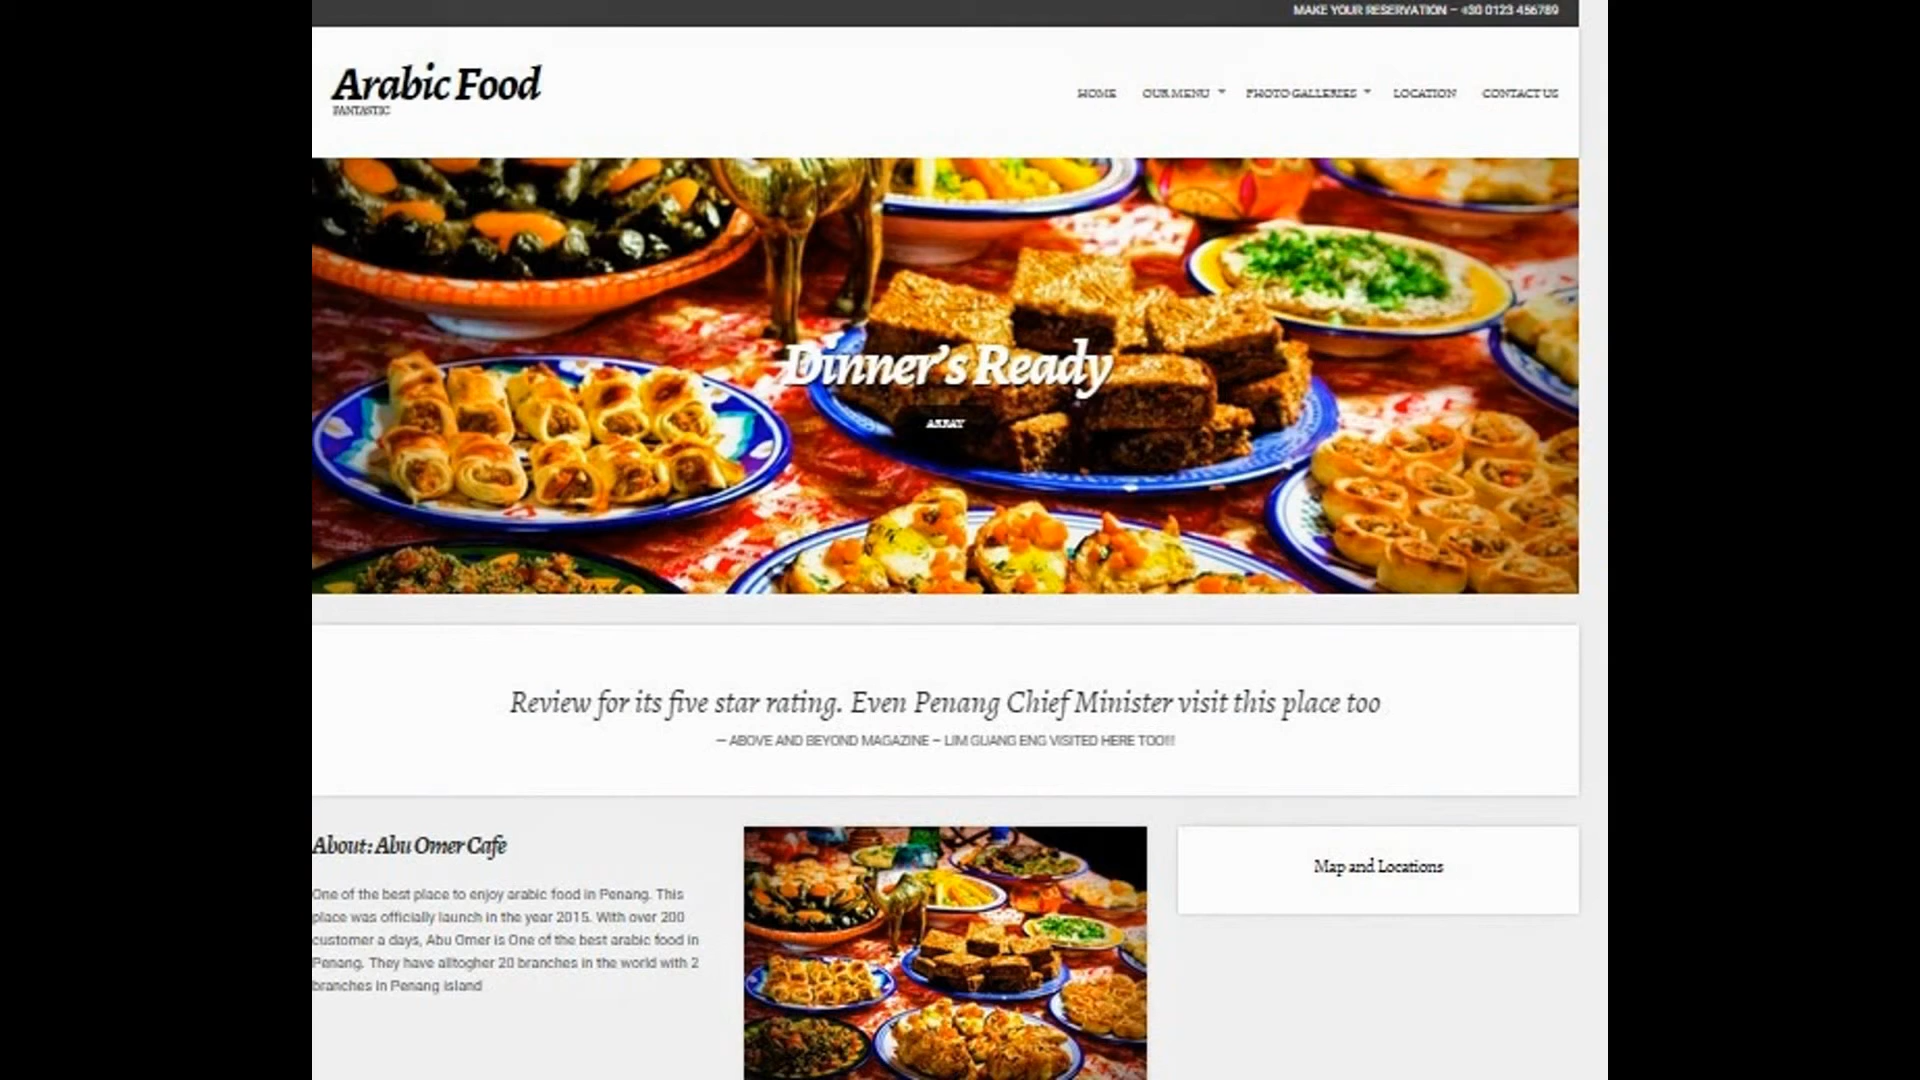 MAKE YOUR RESERVATION – +30 0123 456789
Arabic Food
FANTASTIC
HOME OUR MENU PHOTO GALLERIES LOCATION CONTACT US
Dinner's Ready
ARRAY
Review for its five star rating. Even Penang Chief Minister visit this place too
— ABOVE AND BEYOND MAGAZINE – LIM GUANG ENG VISITED HERE TOO!!!
About: Abu Omer Cafe
One of the best place to enjoy arabic food in Penang. This
place was officially launch in the year 2015. With over 200
customer a days, Abu Omer is One of the best arabic food in
Penang. They have alltogher 20 branches in the world with 2
branches in Penang island
Map and Locations